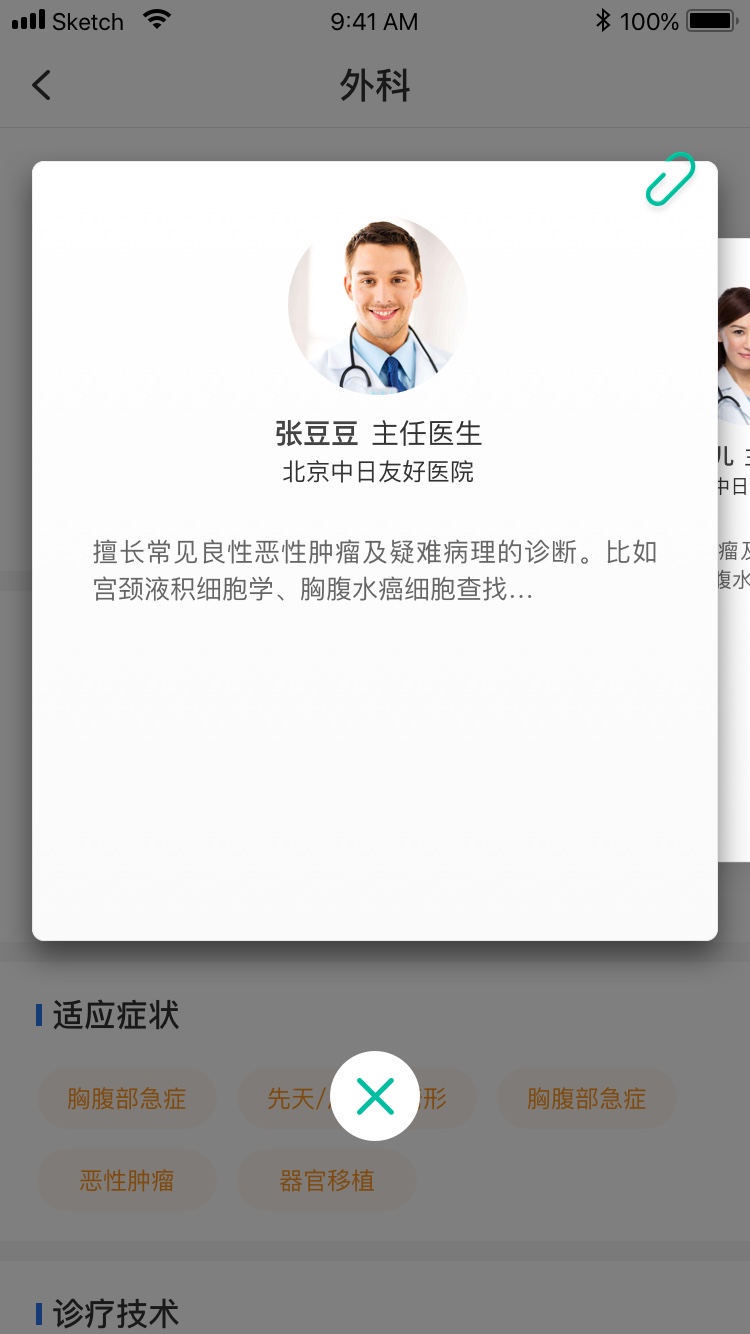 Sketch 9:41 AM 100%
外科
张豆豆 主任医生
北京中日友好医院
擅长常见良性恶性肿瘤及疑难病理的诊断。比如
宫颈液积细胞学、胸腹水癌细胞查找...
儿
中日
瘤及
腹水
适应症状
胸腹部急症 先天/ 形 胸腹部急症
恶性肿瘤 器官移植
诊疗技术